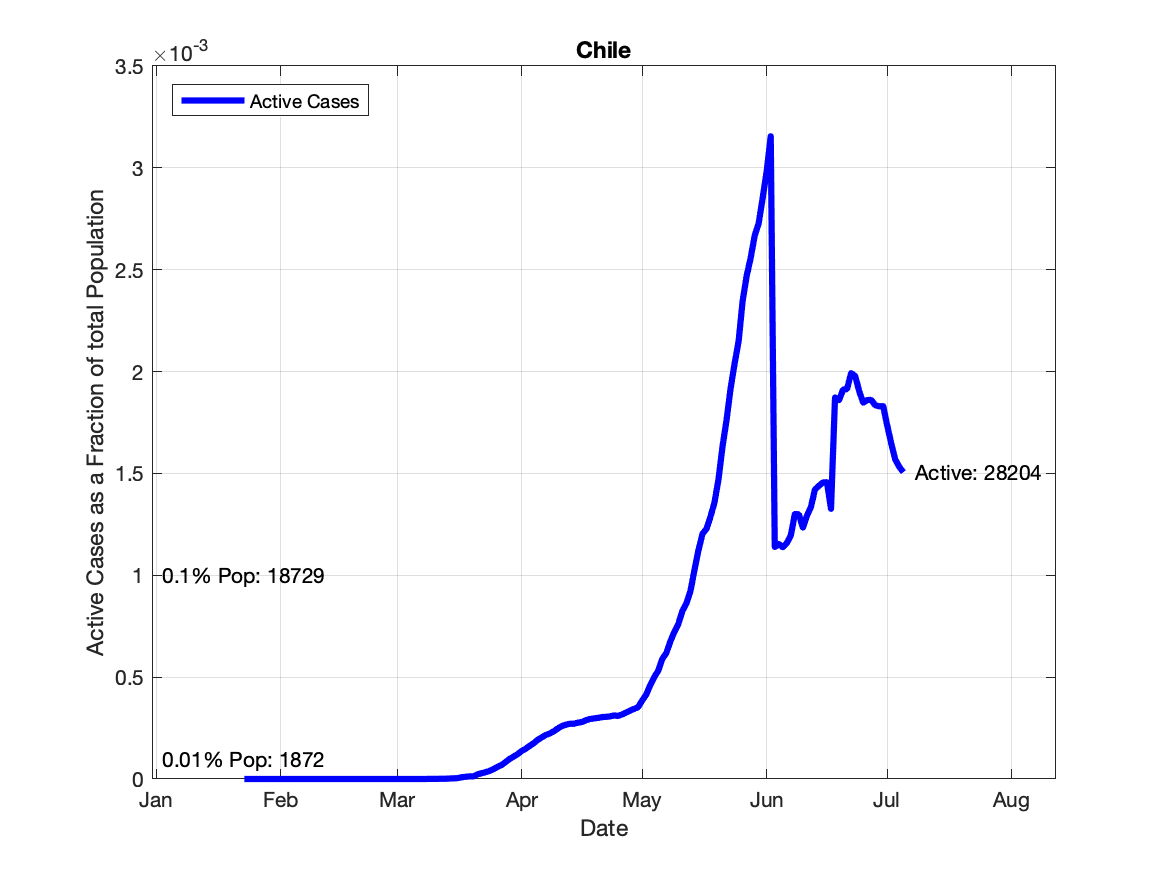 Chile
×10-3
3.5
3
2.5
2
1.5
1
0.5
0
Active Cases as a Fraction of total Population
Active Cases
Active: 28204
0.1% Pop: 18729
0.01% Pop: 1872
Jan Feb Mar Apr May Jun Jul Aug
Date